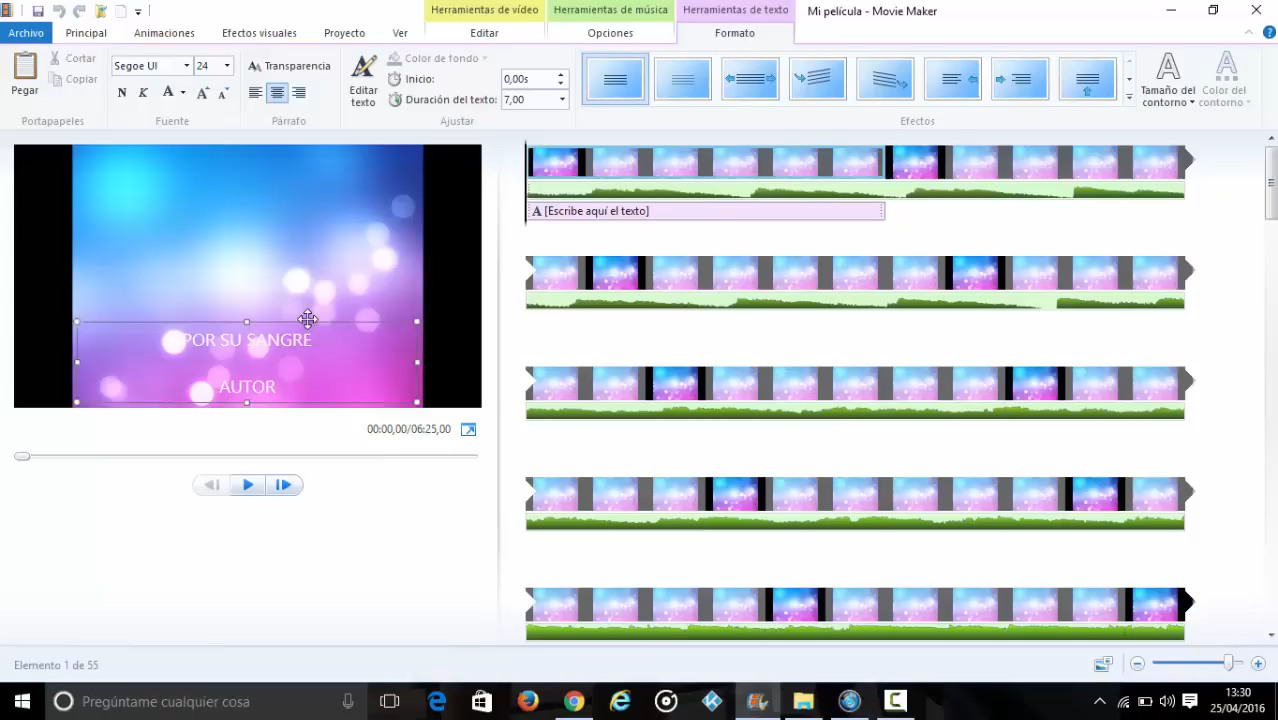 Herramientas de vídeo Herramientas de música Herramientas de texto Mi película - Movie Maker
Archivo Principal Animaciones Efectos visuales Proyecto Ver Editar Opciones Formato
Pegar
Cortar
Copiar
Portapapeles
Segoe UI 24
N K A A A
Fuente
Transparencia
Párrafo
Editar texto
Color de fondo
Inicio: 0,00s
Duración del texto: 7,00
Ajustar
Efectos
Tamaño del contorno
Color del contorno
POR SU SANGRE
AUTOR
00:00,00/06:25,00
A [Escribe aquí el texto]
Elemento 1 de 55
Pregúntame cualquier cosa
13:30
25/04/2016